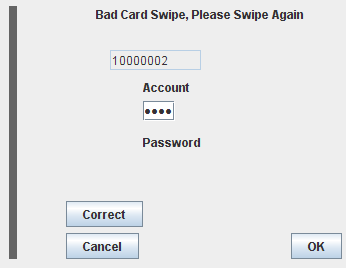 Bad Card Swipe, Please Swipe Again
10000002
Account
••••
Password
Correct
Cancel
OK